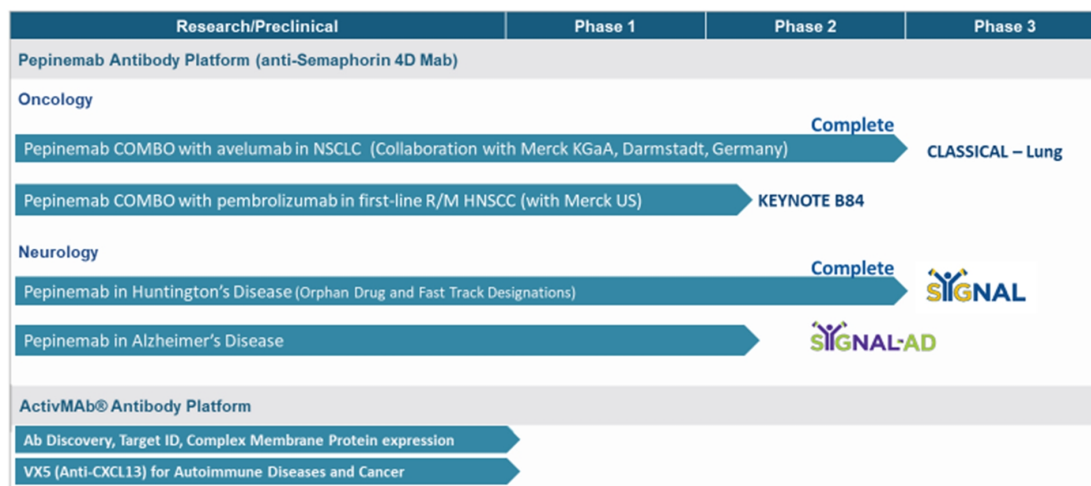 Research/Preclinical Phase 1 Phase 2 Phase 3
Pepinemab Antibody Platform (anti-Semaphorin 4D Mab)
Oncology
Complete
Pepinemab COMBO with avelumab in NSCLC (Collaboration with Merck KGaA, Darmstadt, Germany)
CLASSICAL – Lung
Pepinemab COMBO with pembrolizumab in first-line R/M HNSCC (with Merck US)
KEYNOTE B84
Neurology
Complete
Pepinemab in Huntington's Disease (Orphan Drug and Fast Track Designations)
SIGNAL
Pepinemab in Alzheimer's Disease
SIGNAL-AD
ActivMAb® Antibody Platform
Ab Discovery, Target ID, Complex Membrane Protein expression
VX5 (Anti-CXCL13) for Autoimmune Diseases and Cancer